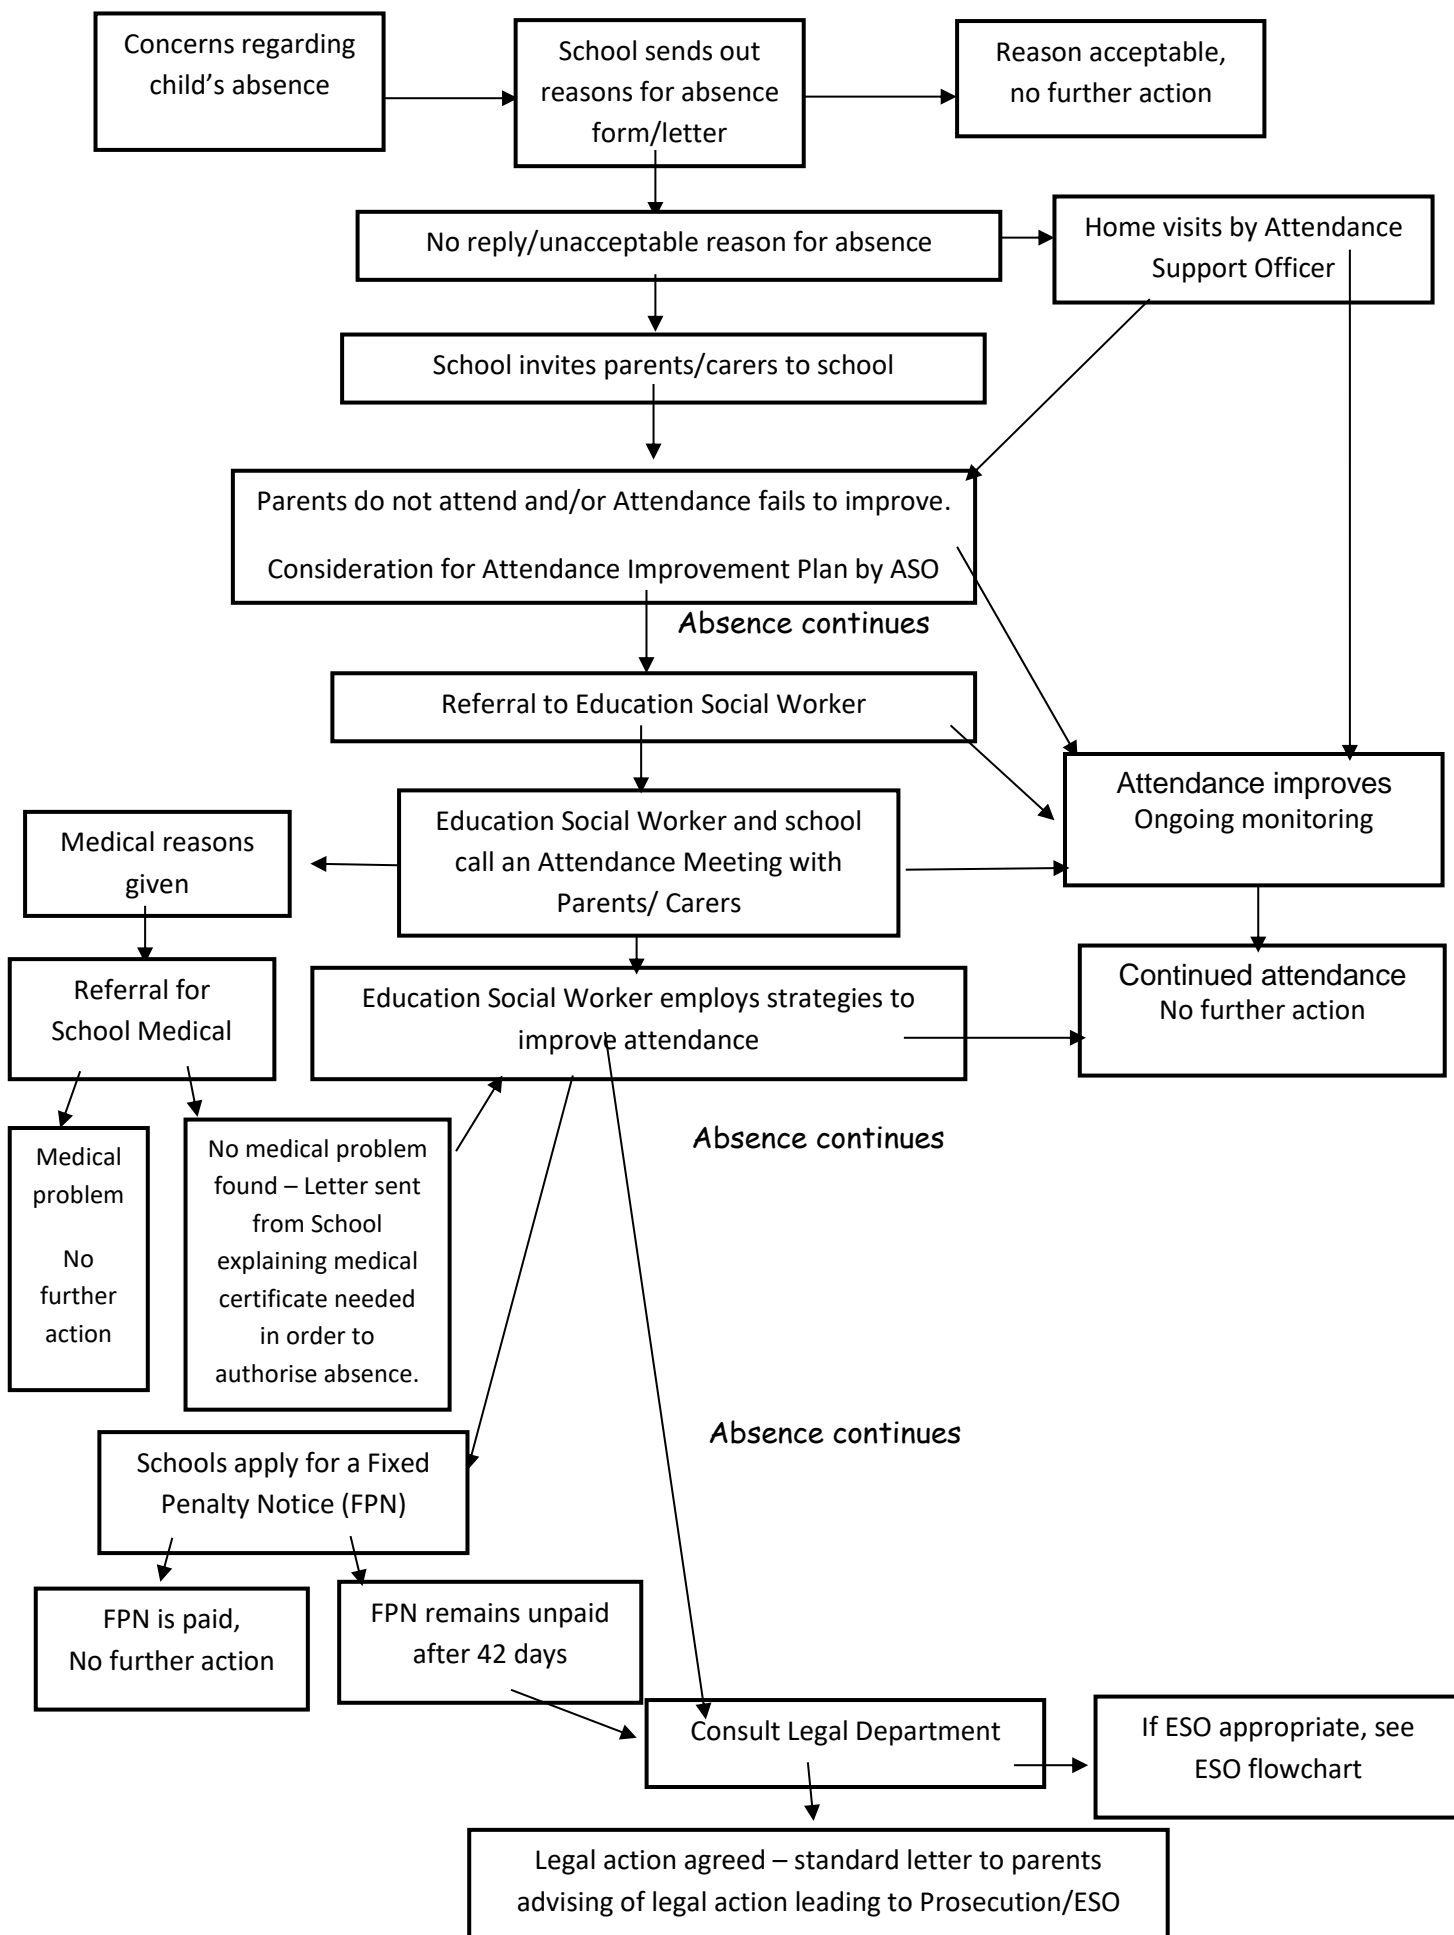 Concerns regarding
child’s absence
School sends out
reasons for absence
form/letter
Reason acceptable,
no further action
No reply/unacceptable reason for absence
Home visits by Attendance
Support Officer
School invites parents/carers to school
Parents do not attend and/or Attendance fails to improve.
Consideration for Attendance Improvement Plan by ASO
Absence continues
Referral to Education Social Worker
Attendance improves
Ongoing monitoring
Education Social Worker and school
call an Attendance Meeting with
Parents/ Carers
Medical reasons
given
Referral for
School Medical
Education Social Worker employs strategies to
improve attendance
Continued attendance
No further action
Absence continues
Medical
problem
No
further
action
No medical problem
found – Letter sent
from School
explaining medical
certificate needed
in order to
authorise absence.
Absence continues
Schools apply for a Fixed
Penalty Notice (FPN)
FPN is paid,
No further action
FPN remains unpaid
after 42 days
Consult Legal Department
If ESO appropriate, see
ESO flowchart
Legal action agreed – standard letter to parents
advising of legal action leading to Prosecution/ESO